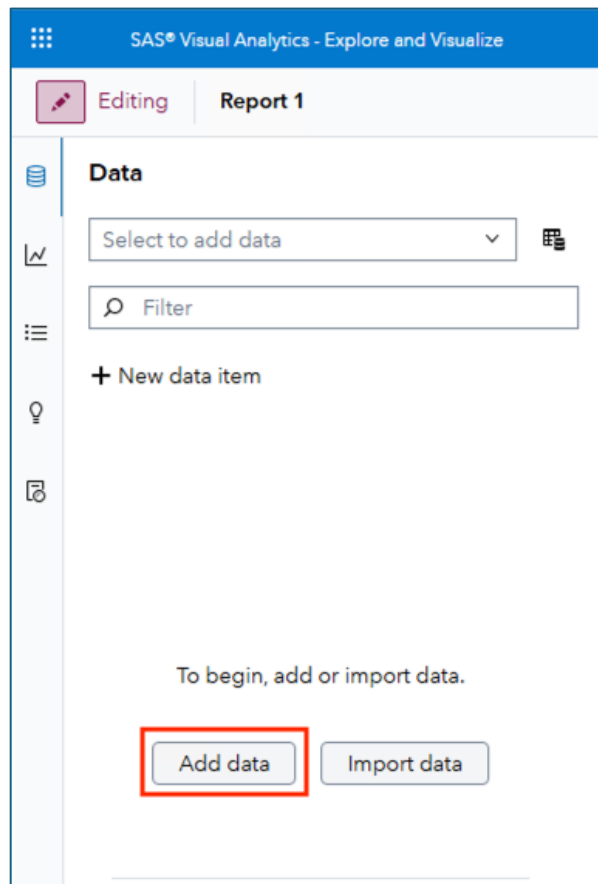 SAS® Visual Analytics - Explore and Visualize
Editing Report 1
Data
Select to add data
Filter
New data item
To begin, add or import data.
Add data Import data